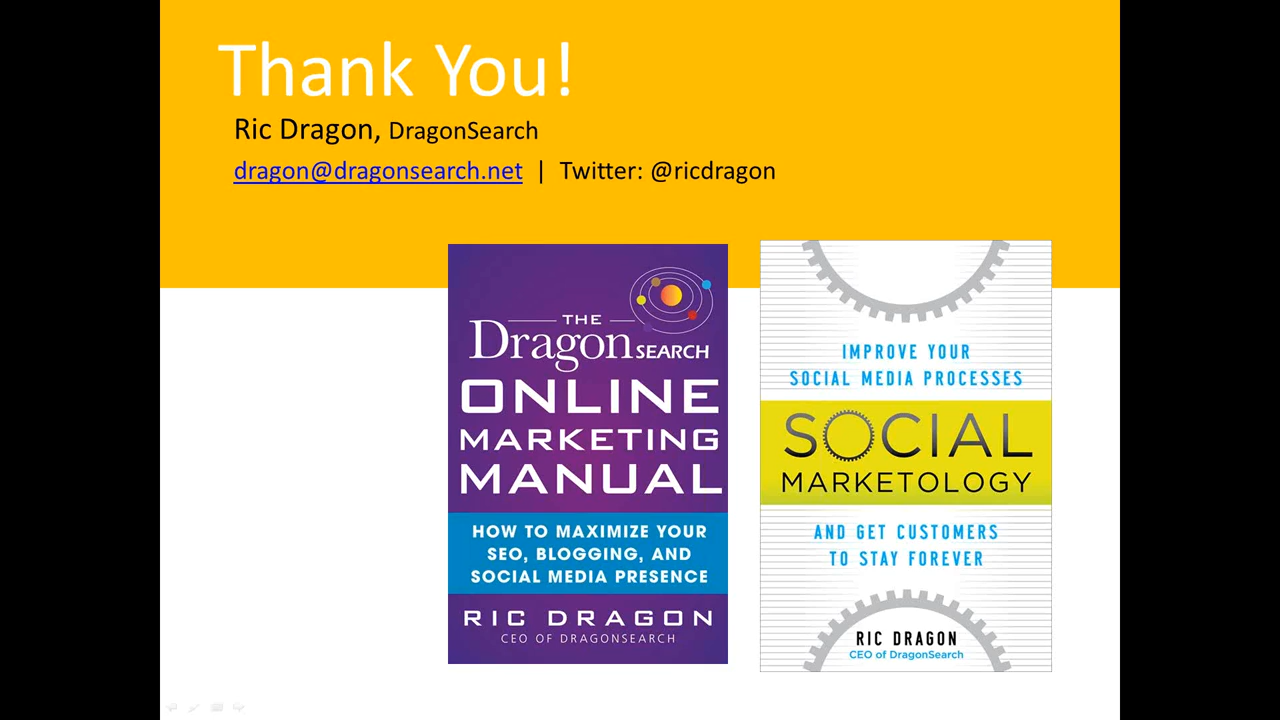 Thank You!
Ric Dragon, DragonSearch
dragon@dragonsearch.net | Twitter: @ricdragon
THE
Dragon SEARCH
ONLINE
MARKETING
MANUAL
HOW TO MAXIMIZE YOUR
SEO, BLOGGING, AND
SOCIAL MEDIA PRESENCE
RIC DRAGON
CEO OF DRAGONSEARCH
IMPROVE YOUR
SOCIAL MEDIA PROCESSES
SOCIAL
MARKETOLOGY
AND GET CUSTOMERS
TO STAY FOREVER
RIC DRAGON
CEO of DragonSearch